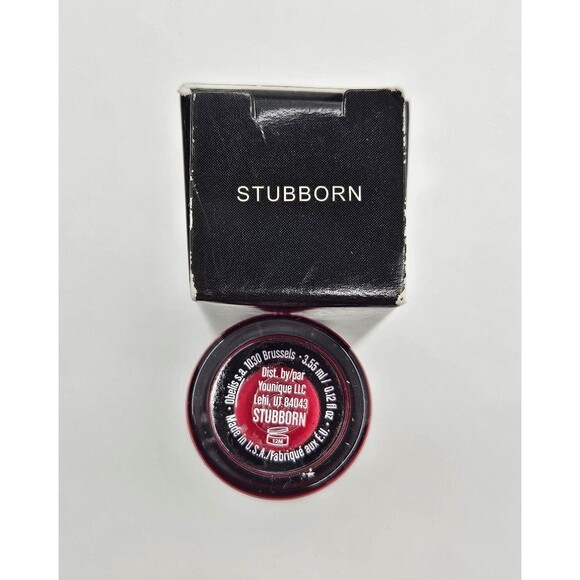 STUBBORN
Obelis s.a. 1030 Brussels · 3.55 ml / 0.12 fl oz ·
Made in U.S.A./Fabriqué aux É.U. ·
Dist. by/par
Younique LLC
Lehi, UT 84043
STUBBORN
12M